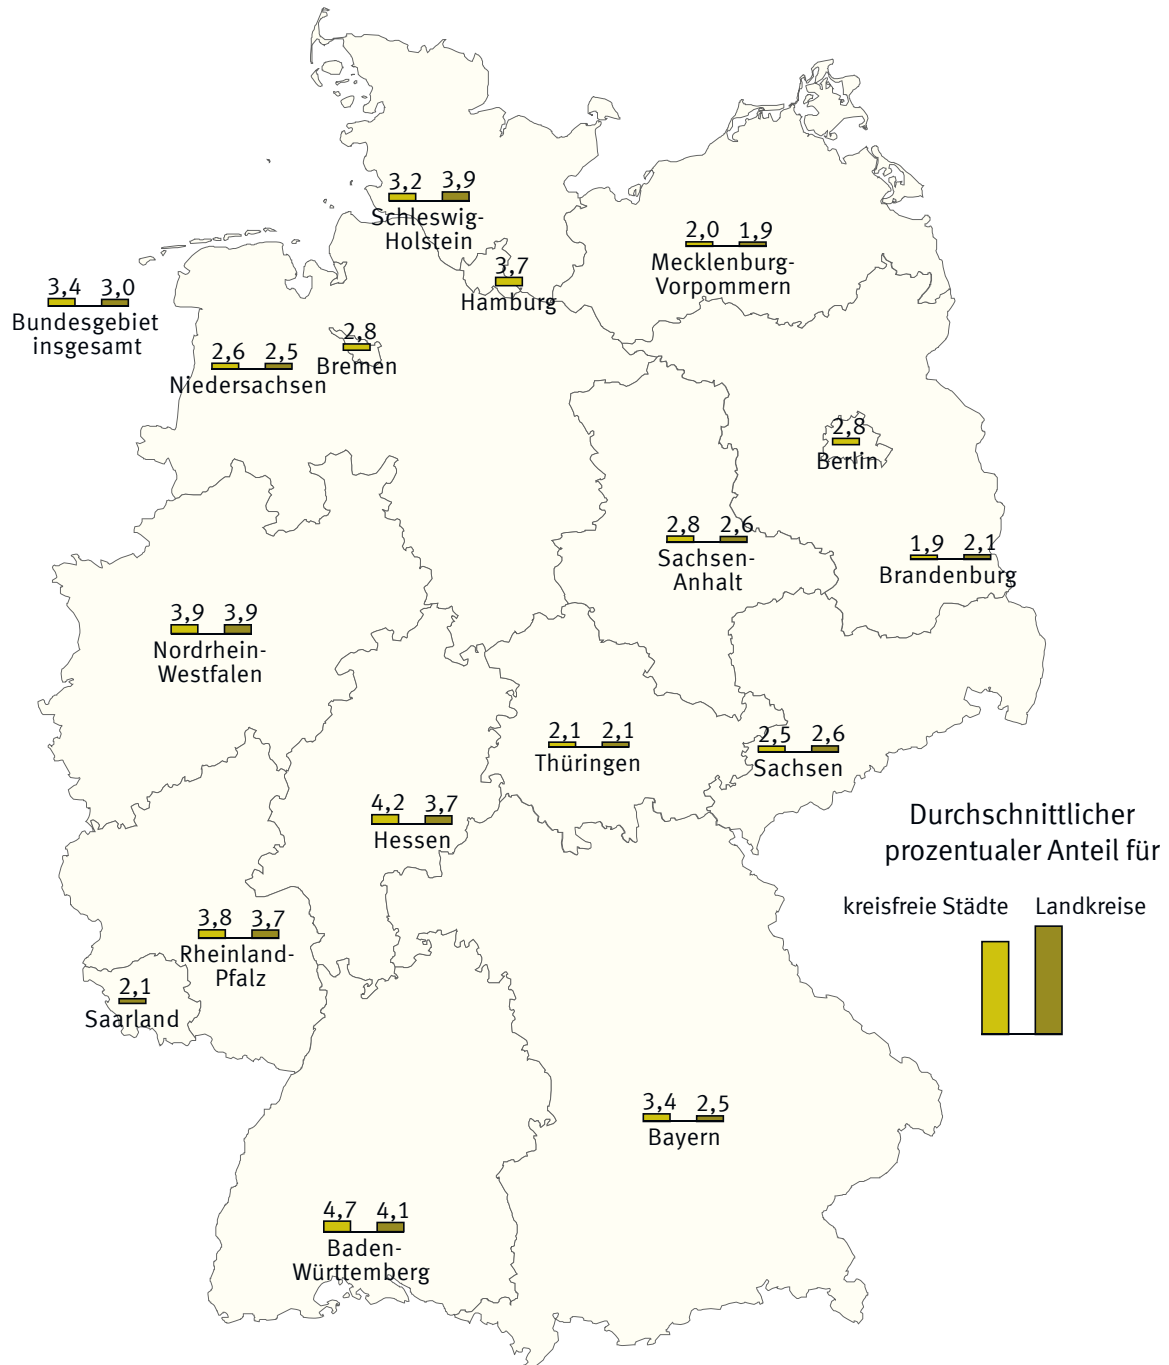 3,2 3,9
Schleswig-
Holstein
2,0 1,9
Mecklenburg-
Vorpommern
3,7
Hamburg
3,4 3,0
Bundesgebiet
insgesamt
2,8
Bremen
2,6 2,5
Niedersachsen
2,8
Berlin
2,8 2,6
Sachsen-
Anhalt
1,9 2,1
Brandenburg
3,9 3,9
Nordrhein-
Westfalen
2,1 2,1
Thüringen
2,5 2,6
Sachsen
4,2 3,7
Hessen
Durchschnittlicher
prozentualer Anteil für
kreisfreie Städte Landkreise
3,8 3,7
Rheinland-
Pfalz
2,1
Saarland
3,4 2,5
Bayern
4,7 4,1
Baden-
Württemberg